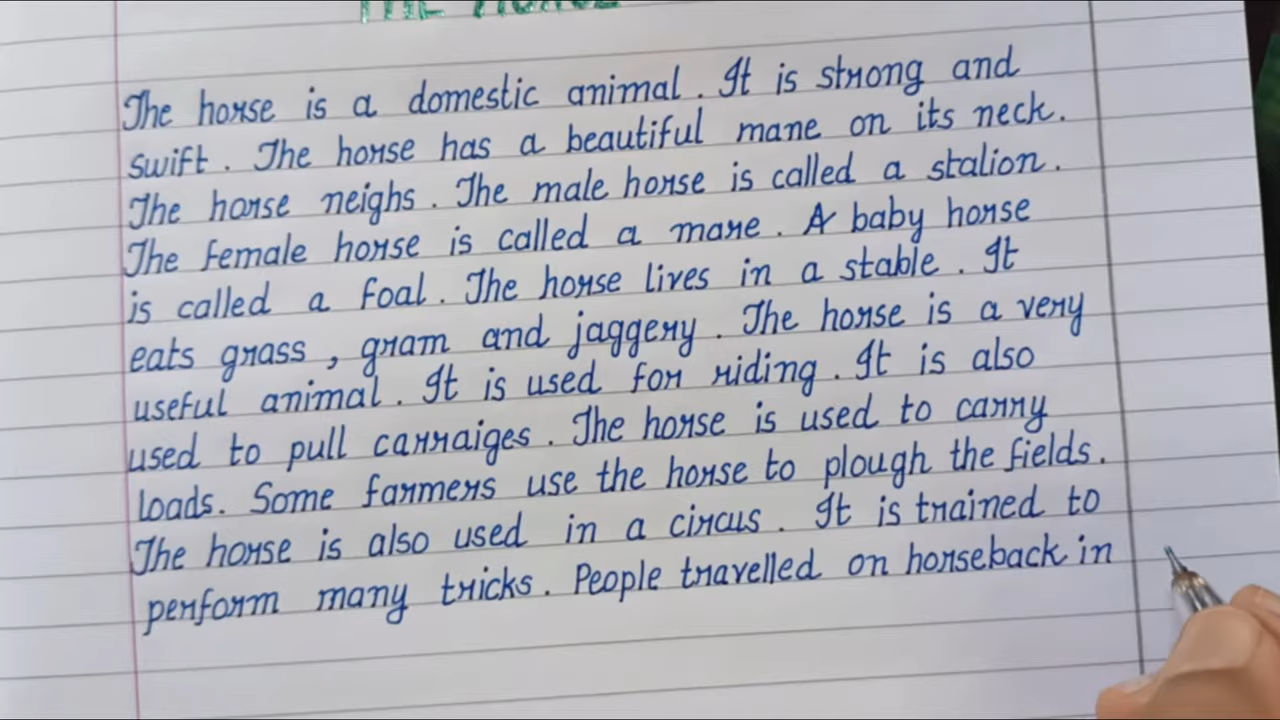 THE HORSE
The horse is a domestic animal. It is strong and
swift. The horse has a beautiful mane on its neck.
The horse neighs. The male horse is called a stalion.
The female horse is called a mare. A baby horse
is called a foal. The horse lives in a stable. It
eats grass, gram and jaggery. The horse is a very
useful animal. It is used for riding. It is also
used to pull carraiges. The horse is used to carry
loads. Some farmers use the horse to plough the fields.
The horse is also used in a circus. It is trained to
perform many tricks. People travelled on horseback in